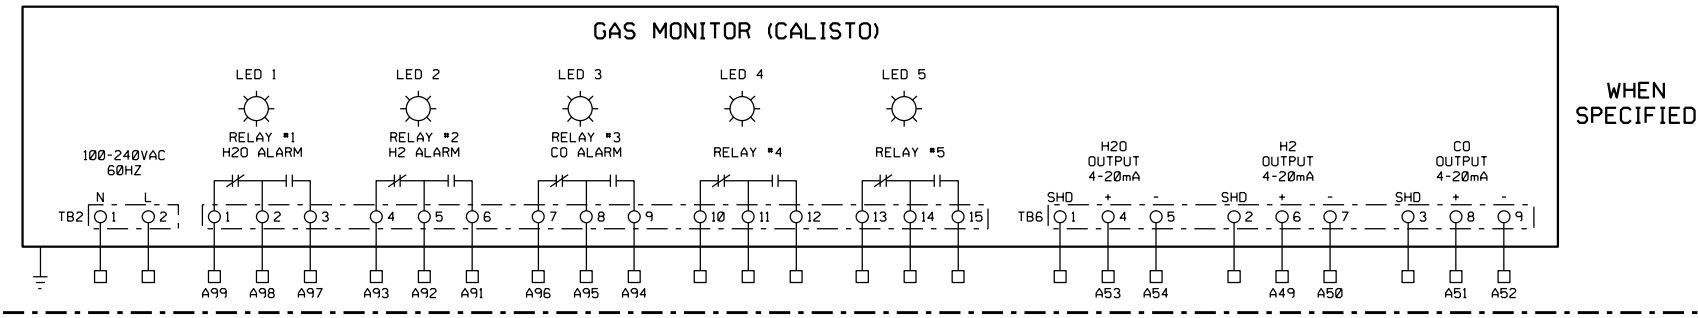 GAS MONITOR (CALISTO)
LED 1 LED 2 LED 3 LED 4 LED 5
WHEN
SPECIFIED
RELAY #1 RELAY #2 RELAY #3
H2O ALARM H2 ALARM CO ALARM RELAY #4 RELAY #5
100-240VAC
60HZ
H2O H2 CO
OUTPUT OUTPUT OUTPUT
4-20mA 4-20mA 4-20mA
N L SHD + - SHD + - SHD + -
TB2 1 2 1 2 3 4 5 6 7 8 9 10 11 12 13 14 15 TB6 1 4 5 2 6 7 3 8 9
A99 A98 A97 A93 A92 A91 A96 A95 A94 A53 A54 A49 A50 A51 A52